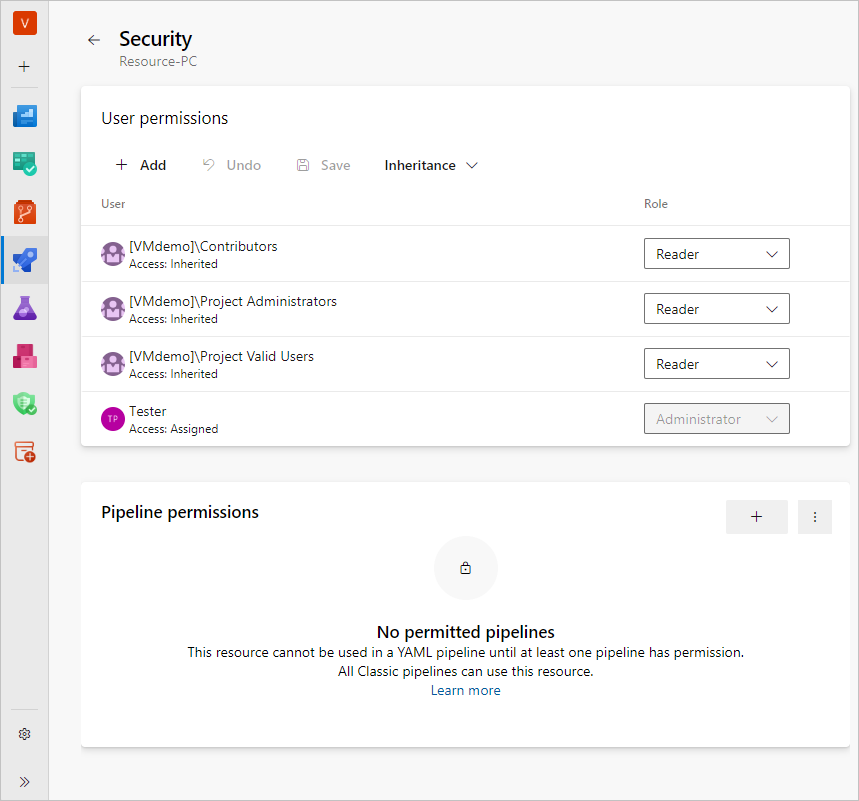 V
Security
Resource-PC
User permissions
Add Undo Save Inheritance
User Role
[VMdemo]\Contributors
Access: Inherited
Reader
[VMdemo]\Project Administrators
Access: Inherited
Reader
[VMdemo]\Project Valid Users
Access: Inherited
Reader
TP
Tester
Access: Assigned
Administrator
Pipeline permissions
No permitted pipelines
This resource cannot be used in a YAML pipeline until at least one pipeline has permission.
All Classic pipelines can use this resource.
Learn more